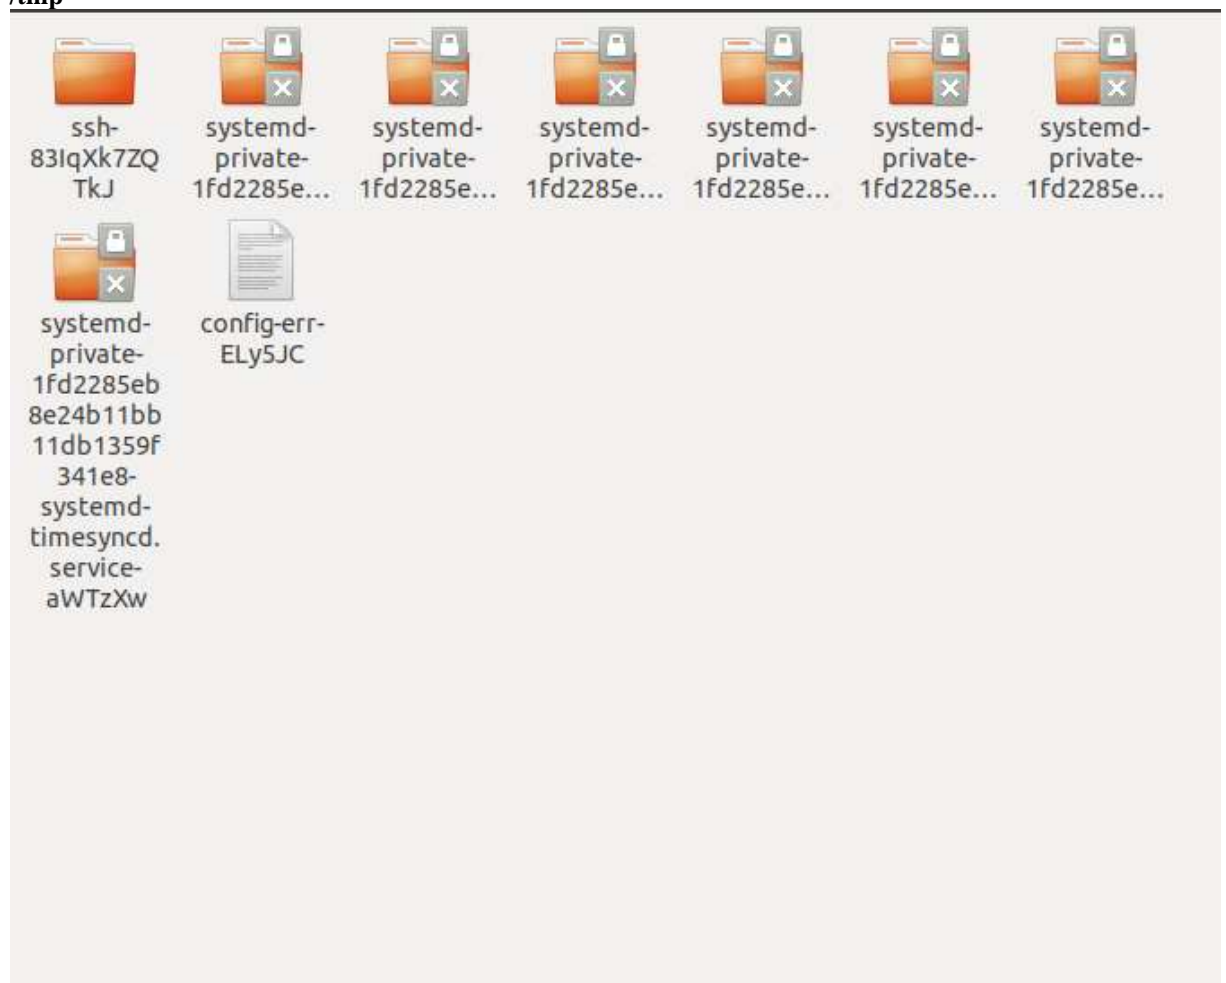 /tmp
ssh-
83IqXk7ZQ
TkJ
systemd-
private-
1fd2285e...
systemd-
private-
1fd2285e...
systemd-
private-
1fd2285e...
systemd-
private-
1fd2285e...
systemd-
private-
1fd2285e...
systemd-
private-
1fd2285e...
systemd-
private-
1fd2285eb
8e24b11bb
11db1359f
341e8-
systemd-
timesyncd.
service-
aWTzXw
config-err-
ELy5JC